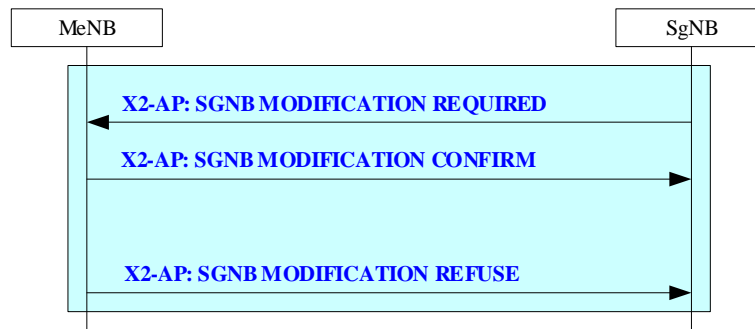 MeNB
SgNB
X2-AP: SGNB MODIFICATION REQUIRED
X2-AP: SGNB MODIFICATION CONFIRM
X2-AP: SGNB MODIFICATION REFUSE